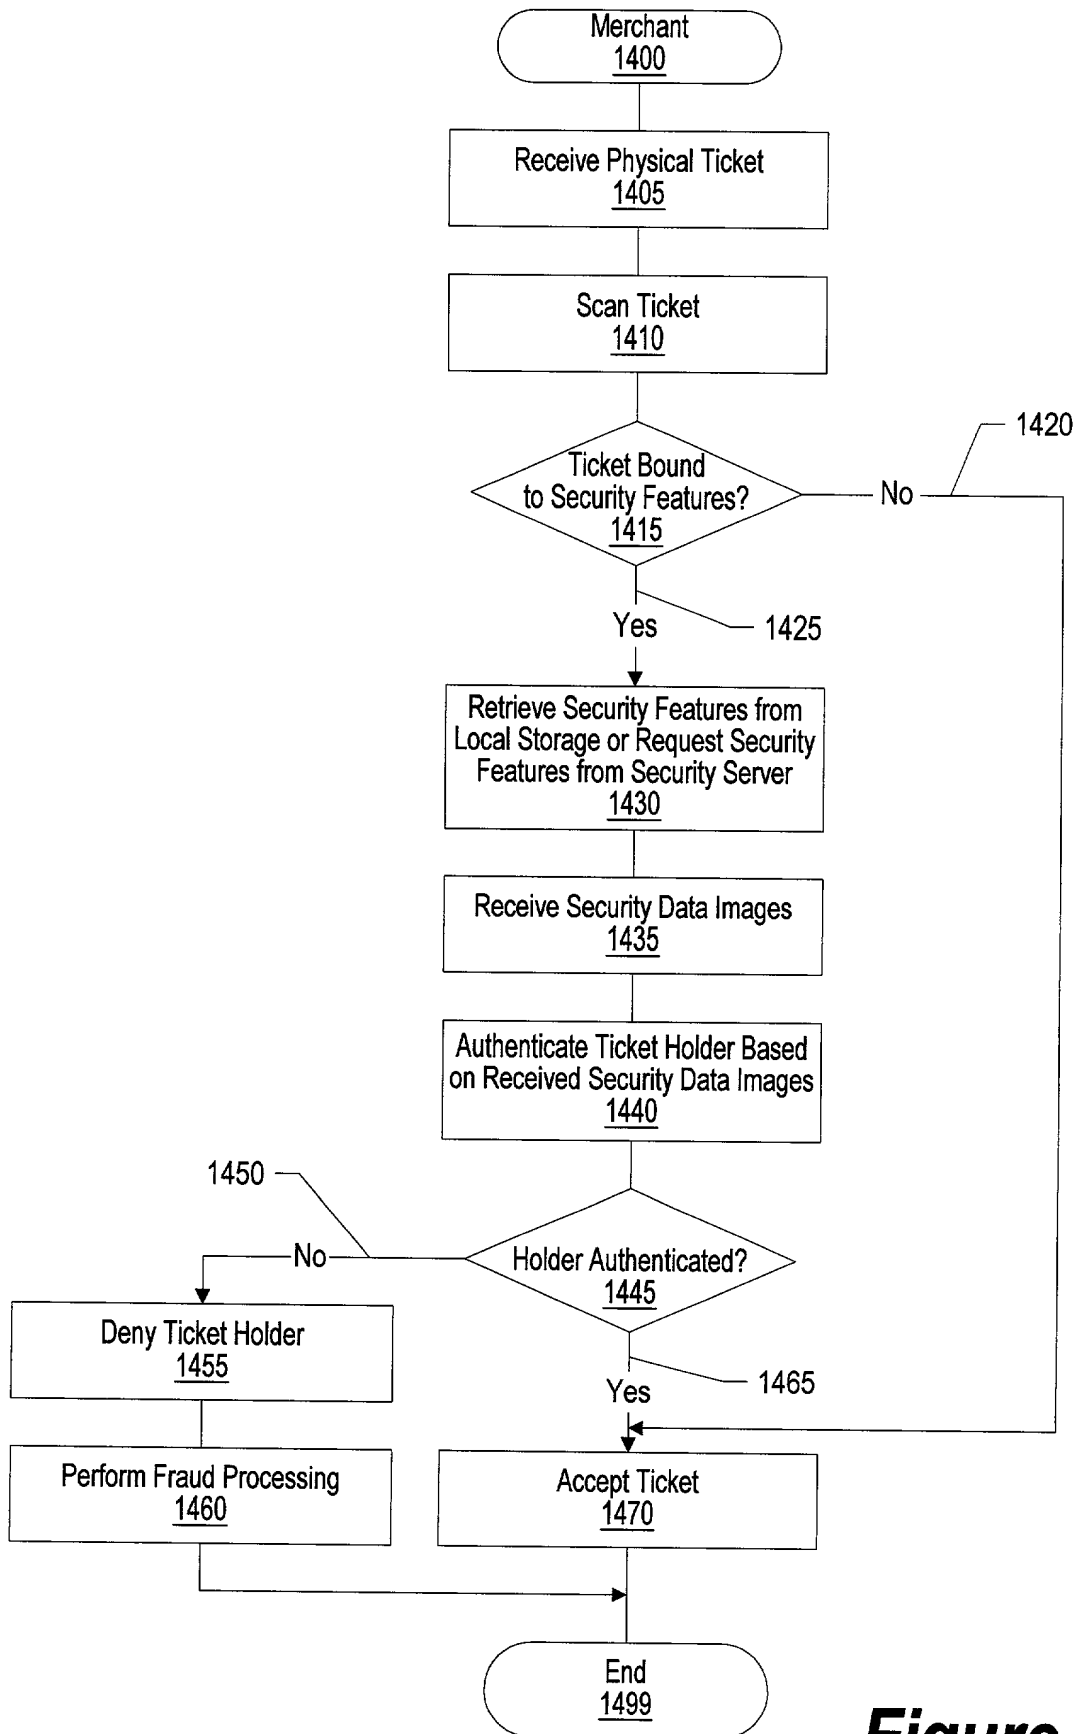 Merchant
1400
Receive Physical Ticket
1405
Scan Ticket
1410
1420
Ticket Bound
to Security Features?
1415
No
Yes
1425
Retrieve Security Features from
Local Storage or Request Security
Features from Security Server
1430
Receive Security Data Images
1435
Authenticate Ticket Holder Based
on Received Security Data Images
1440
1450
No
Holder Authenticated?
1445
Deny Ticket Holder
1455
Yes
1465
Perform Fraud Processing
1460
Accept Ticket
1470
End
1499
Figure